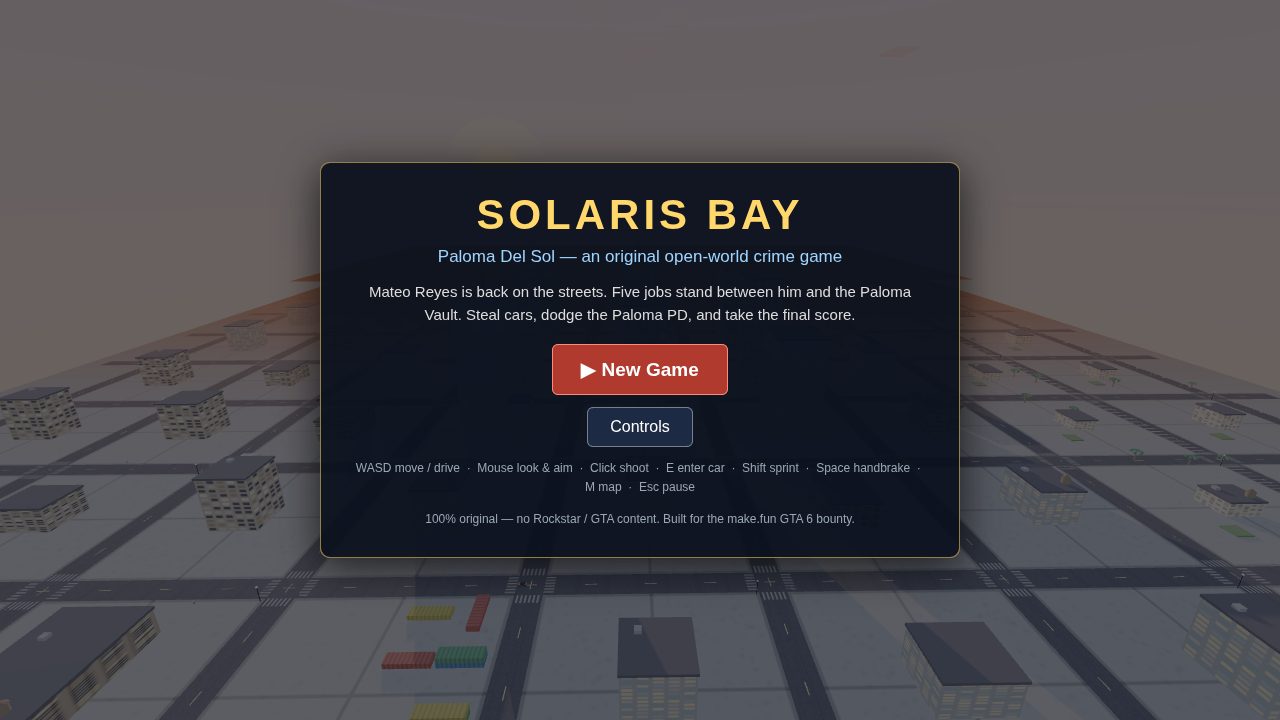 SOLARIS BAY
Paloma Del Sol — an original open-world crime game
Mateo Reyes is back on the streets. Five jobs stand between him and the Paloma
Vault. Steal cars, dodge the Paloma PD, and take the final score.
▶ New Game
Controls
WASD move / drive · Mouse look & aim · Click shoot · E enter car · Shift sprint · Space handbrake ·
M map · Esc pause
100% original — no Rockstar / GTA content. Built for the make.fun GTA 6 bounty.